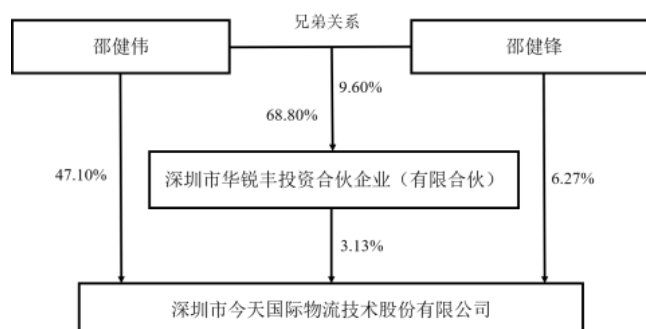 兄弟关系
邵健伟
邵健锋
9.60%
68.80%
47.10%
深圳市华锐丰投资合伙企业（有限合伙）
6.27%
3.13%
深圳市今天国际物流技术股份有限公司